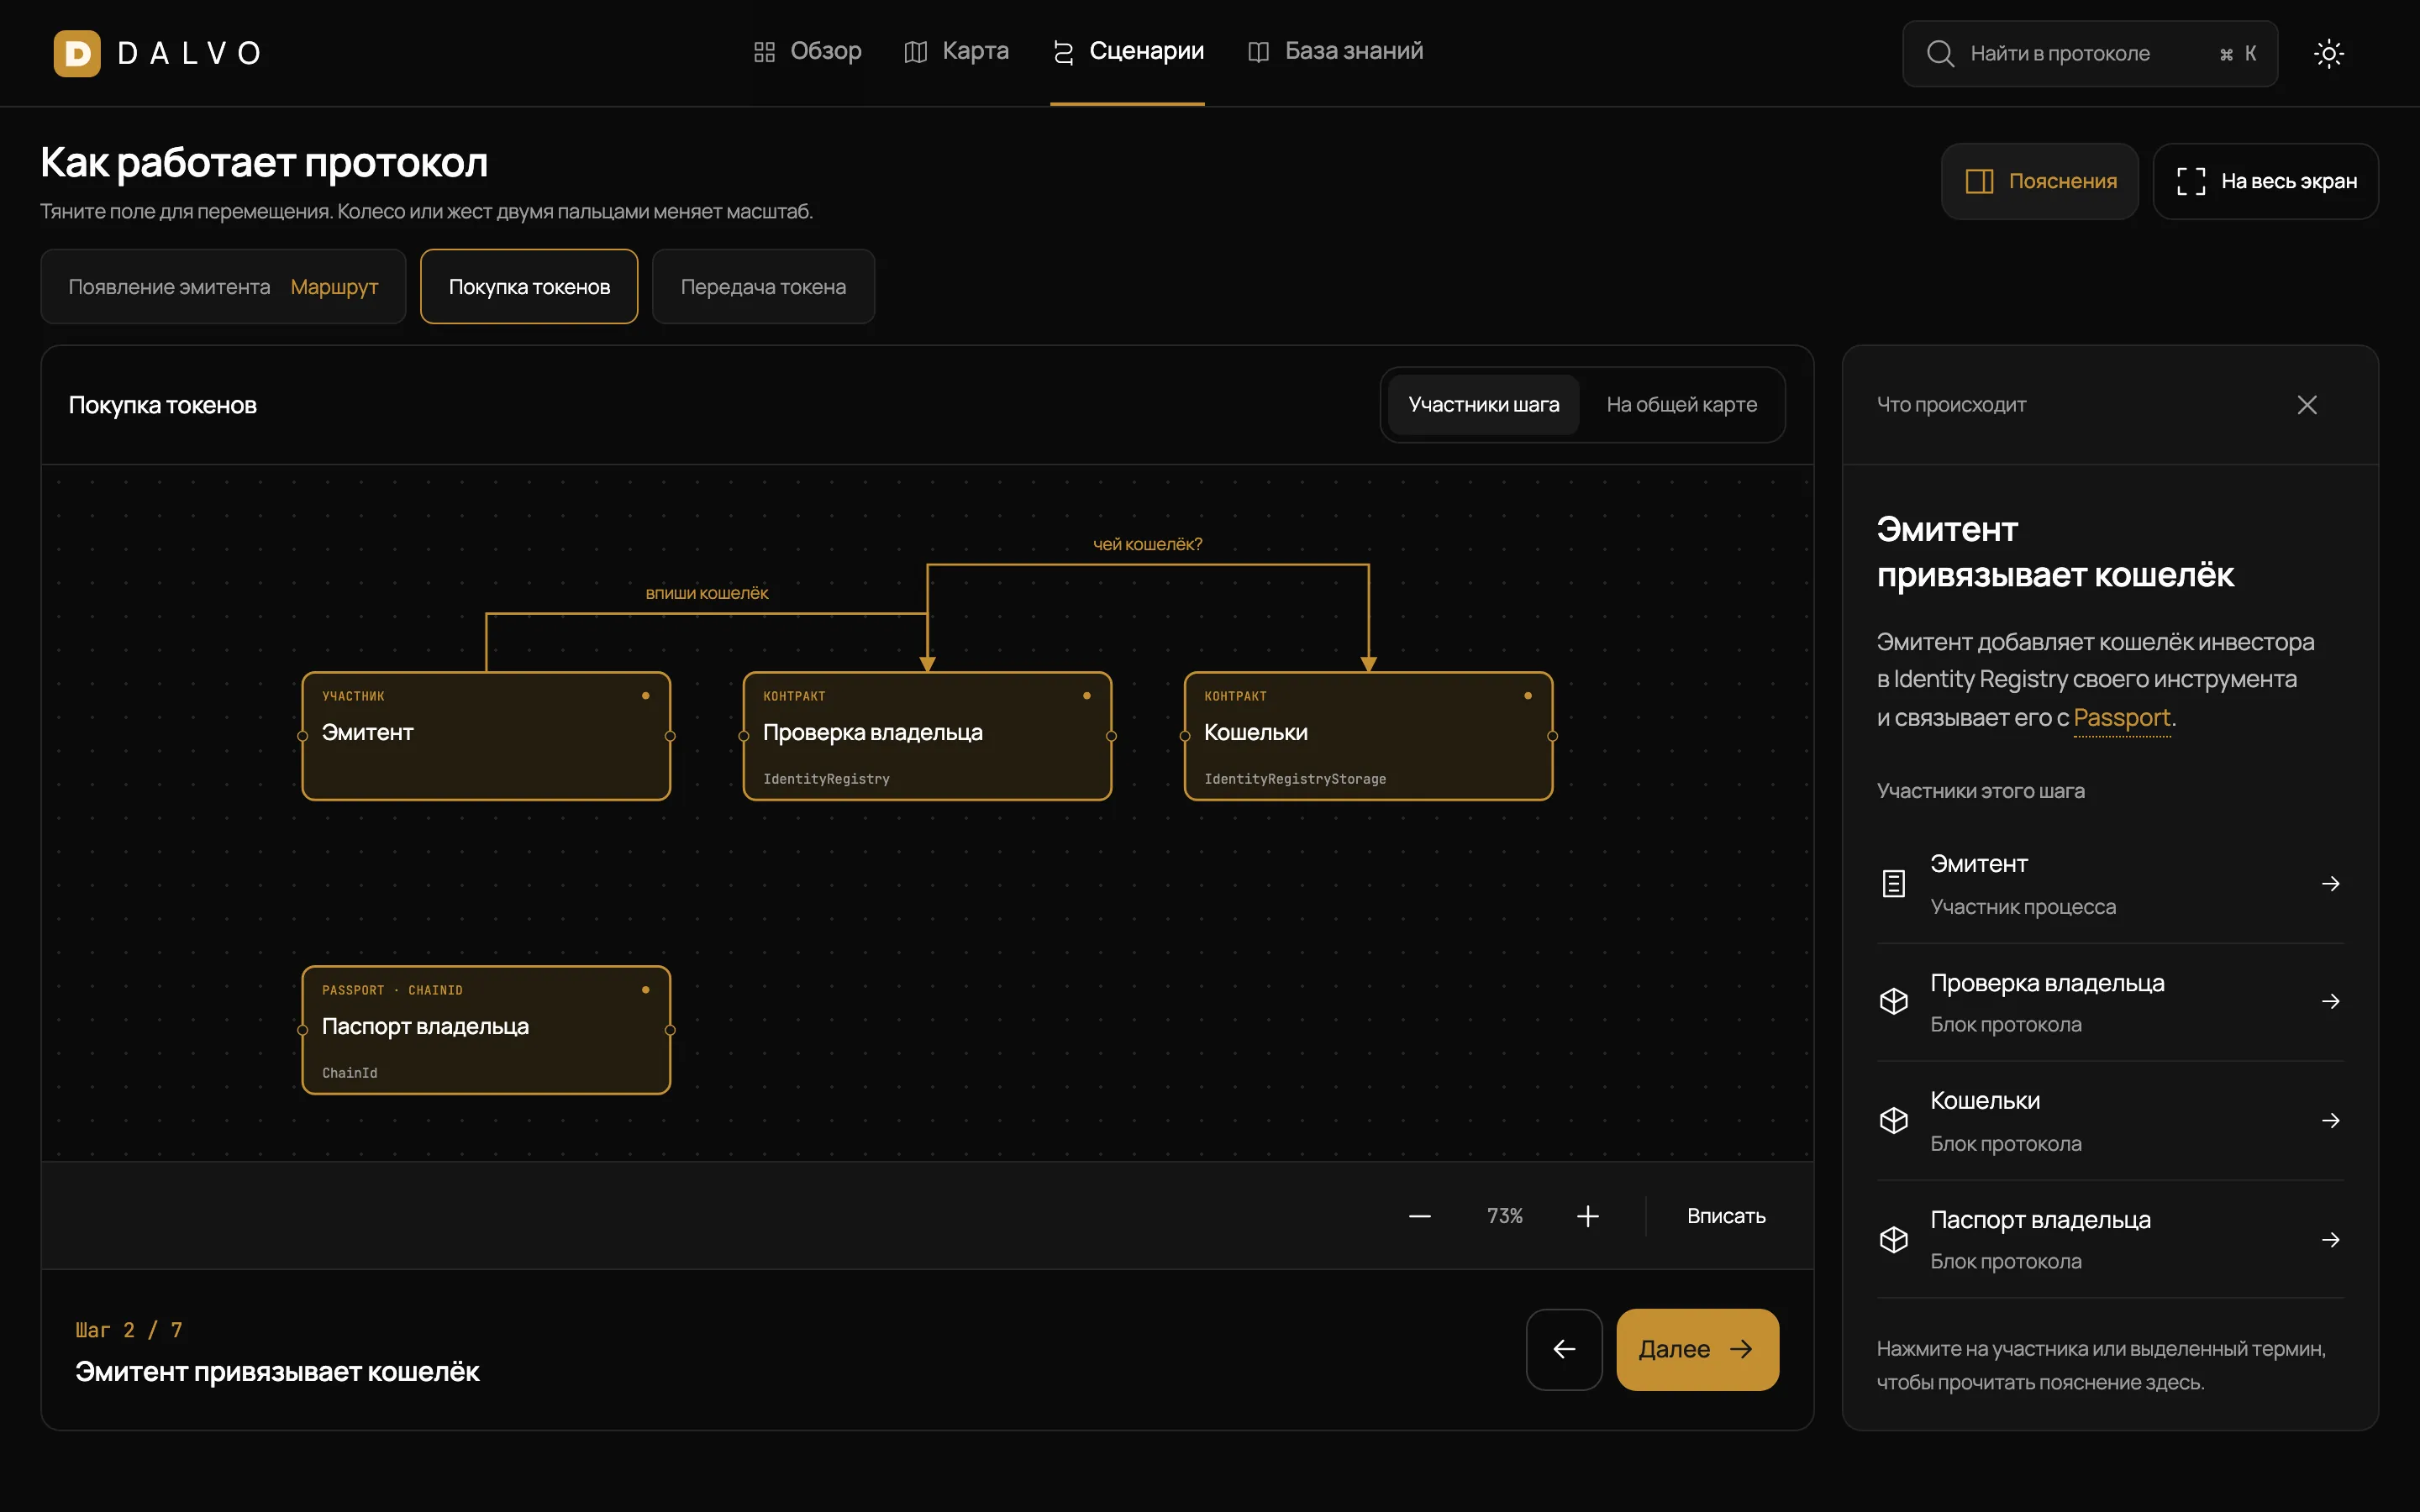 D DALVO
Обзор
Карта
Сценарии
База знаний
Найти в протоколе ⌘ K
Как работает протокол
Тяните поле для перемещения. Колесо или жест двумя пальцами меняет масштаб.
Пояснения
На весь экран
Появление эмитента Маршрут
Покупка токенов
Передача токена
Покупка токенов
Участники шага
На общей карте
чей кошелёк?
впиши кошелёк
УЧАСТНИК
Эмитент
КОНТРАКТ
Проверка владельца
IdentityRegistry
КОНТРАКТ
Кошельки
IdentityRegistryStorage
PASSPORT · CHAINID
Паспорт владельца
ChainId
73%
Вписать
Шаг 2 / 7
Эмитент привязывает кошелёк
Далее
Что происходит
Эмитент
привязывает кошелёк
Эмитент добавляет кошелёк инвестора
в Identity Registry своего инструмента
и связывает его с Passport.
Участники этого шага
Эмитент
Участник процесса
Проверка владельца
Блок протокола
Кошельки
Блок протокола
Паспорт владельца
Блок протокола
Нажмите на участника или выделенный термин,
чтобы прочитать пояснение здесь.